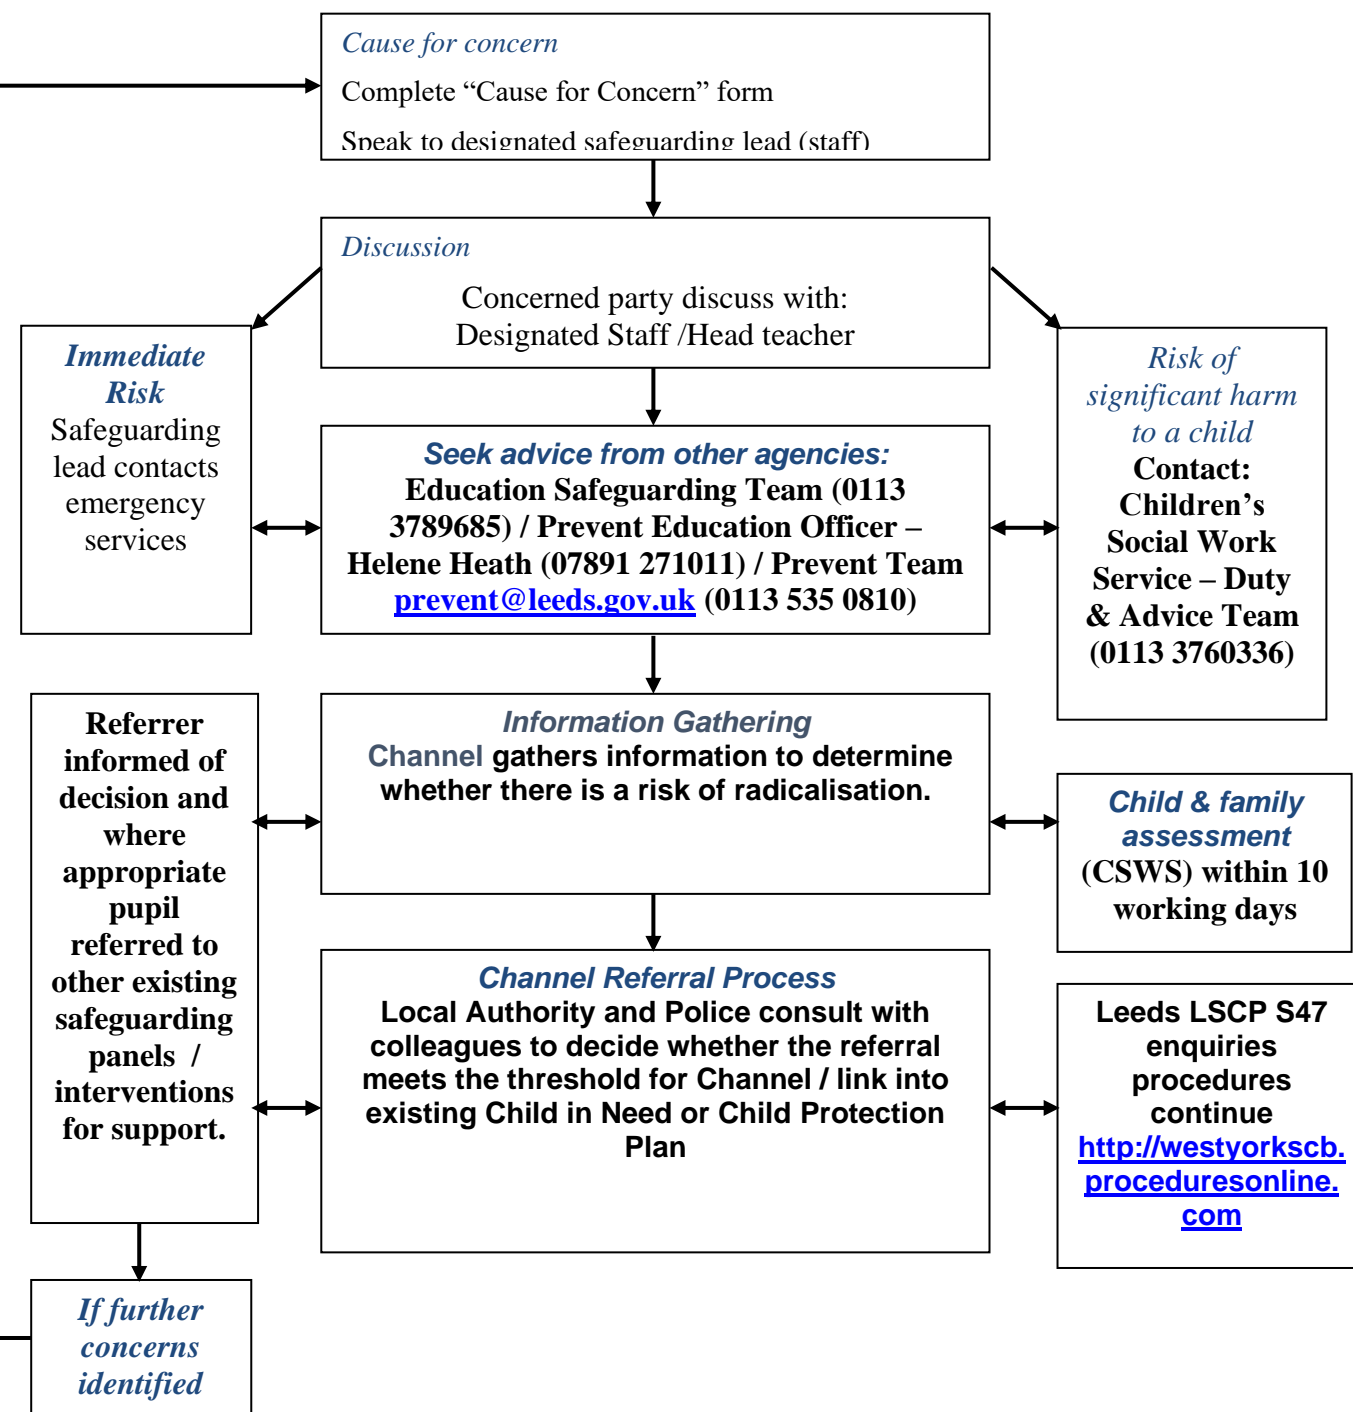 Cause for concern
Complete “Cause for Concern” form
Speak to designated safeguarding lead (staff)
Discussion
Concerned party discuss with:
Designated Staff /Head teacher
Immediate
Risk
Safeguarding
lead contacts
emergency
services
Seek advice from other agencies:
Education Safeguarding Team (0113
3789685) / Prevent Education Officer –
Helene Heath (07891 271011) / Prevent Team
prevent@leeds.gov.uk (0113 535 0810)
Risk of
significant harm
to a child
Contact:
Children’s
Social Work
Service – Duty
& Advice Team
(0113 3760336)
Referrer
informed of
decision and
where
appropriate
pupil
referred to
other existing
safeguarding
panels /
interventions
for support.
Information Gathering
Channel gathers information to determine
whether there is a risk of radicalisation.
Child & family
assessment
(CSWS) within 10
working days
Channel Referral Process
Local Authority and Police consult with
colleagues to decide whether the referral
meets the threshold for Channel / link into
existing Child in Need or Child Protection
Plan
Leeds LSCP S47
enquiries
procedures
continue
http://westyorkscb.
proceduresonline.
com
If further
concerns
identified